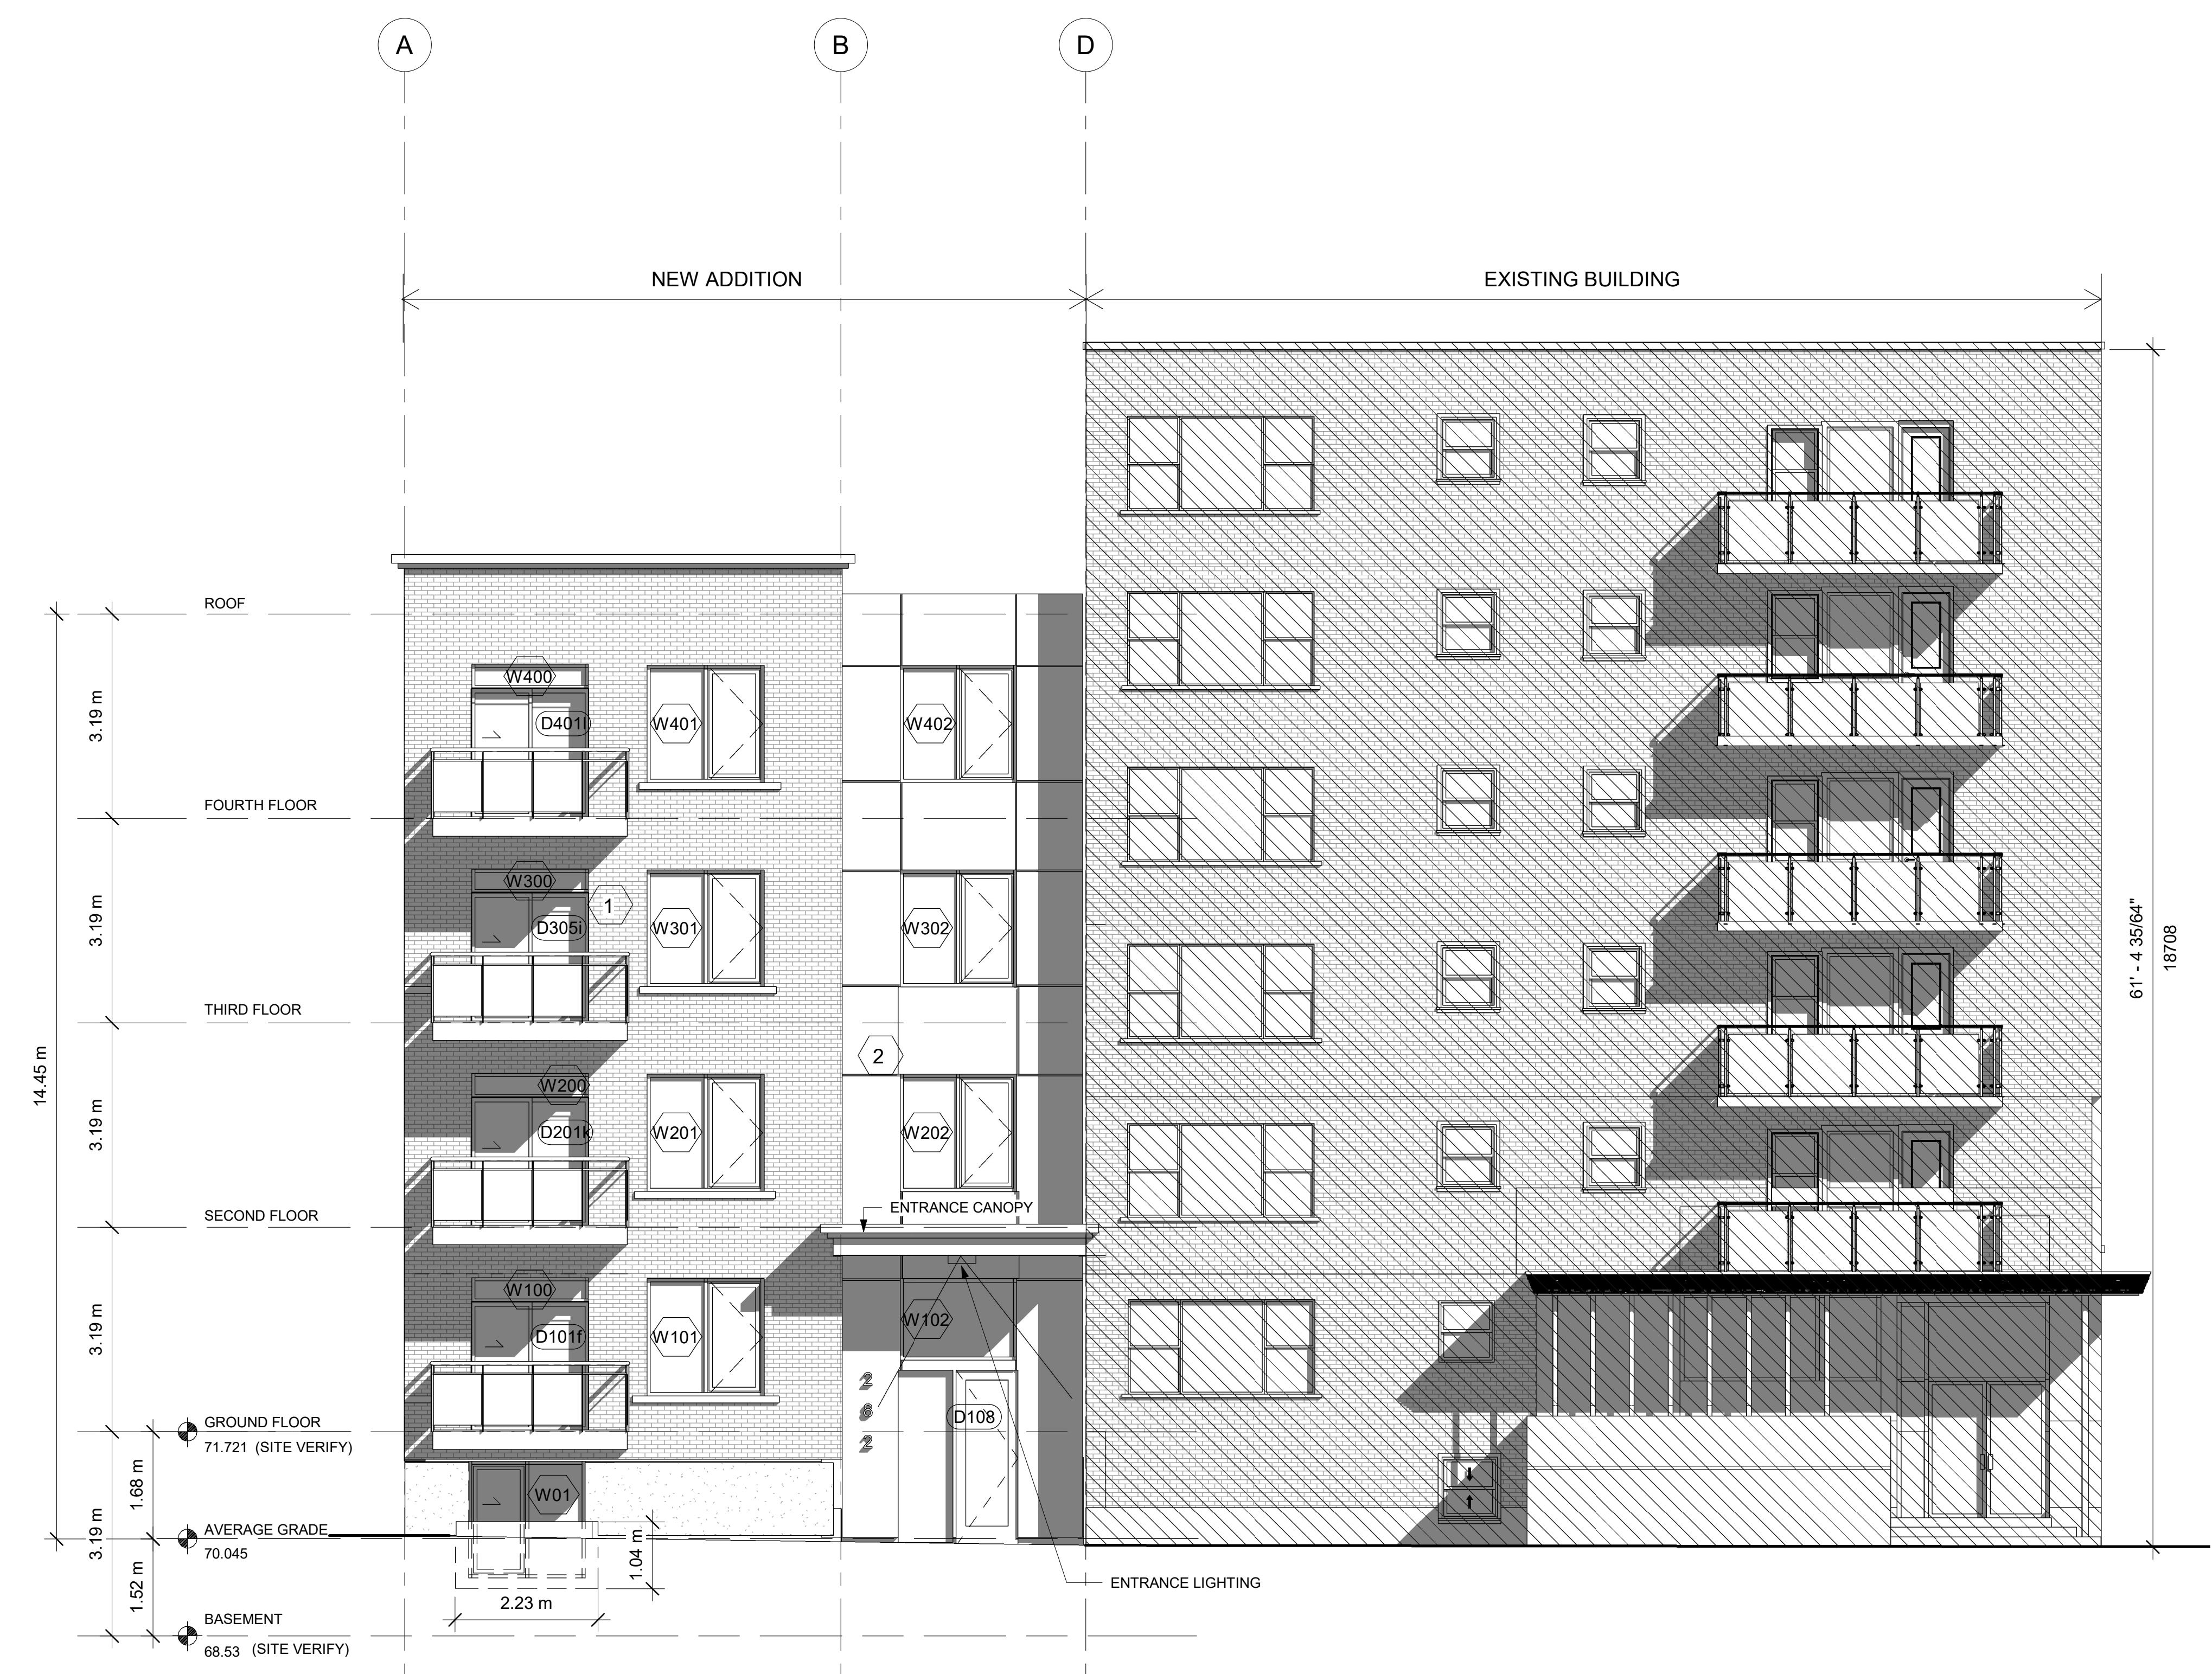 A
B
D
NEW ADDITION
EXISTING BUILDING
ROOF
W400
D401l
W401
W402
3.19 m
FOURTH FLOOR
W300
1
D305i
W301
W302
3.19 m
61' - 4 35/64"
18708
THIRD FLOOR
2
14.45 m
W200
D201k
W201
W202
3.19 m
ENTRANCE CANOPY
SECOND FLOOR
W100
D101f
W101
W102
3.19 m
2
6
2
D108
GROUND FLOOR
71.721 (SITE VERIFY)
W01
1.68 m
3.19 m
AVERAGE GRADE
70.045
1.04 m
ENTRANCE LIGHTING
1.52 m
2.23 m
BASEMENT
68.53 (SITE VERIFY)